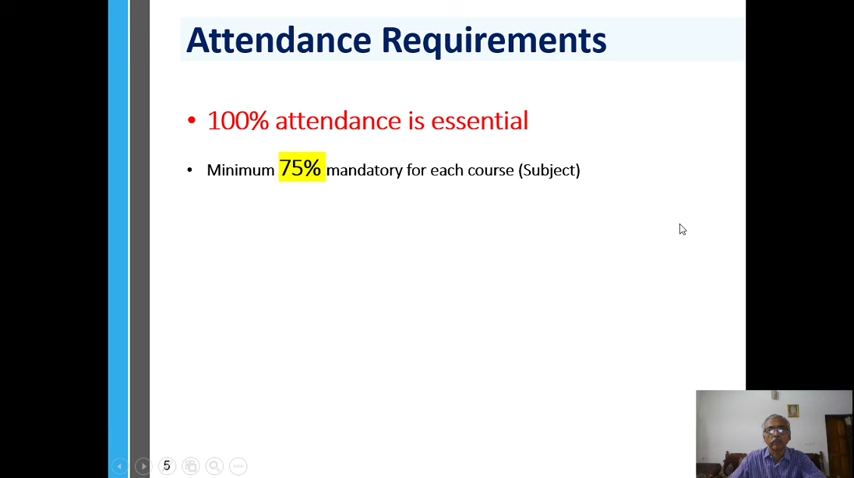 Attendance Requirements
• 100% attendance is essential
• Minimum 75% mandatory for each course (Subject)
5